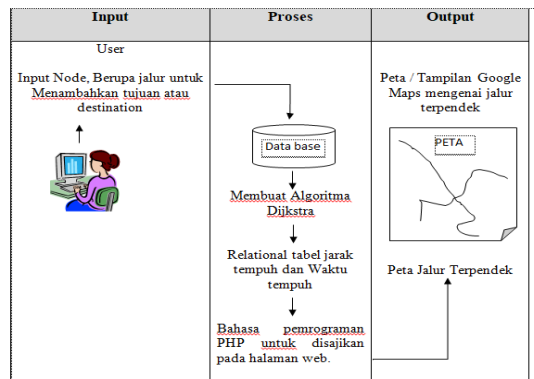 Input
Proses
Output
User
Input Node, Berupa jalur untuk
Menambahkan tujuan atau
destination
Data base
Membuat Algoritma
Dijkstra
Relational tabel jarak
tempuh dan Waktu
tempuh
Bahasa pemrograman
PHP untuk disajikan
pada halaman web.
Peta / Tampilan Google
Maps mengenai jalur
terpendek
PETA
Peta Jalur Terpendek